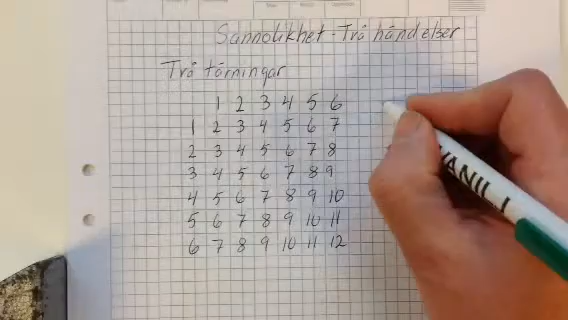 Sannolikhet - Två händelser
Två tärningar
1 2 3 4 5 6
1 2 3 4 5 6 7
2 3 4 5 6 7 8
3 4 5 6 7 8 9
4 5 6 7 8 9 10
5 6 7 8 9 10 11
6 7 8 9 10 11 12